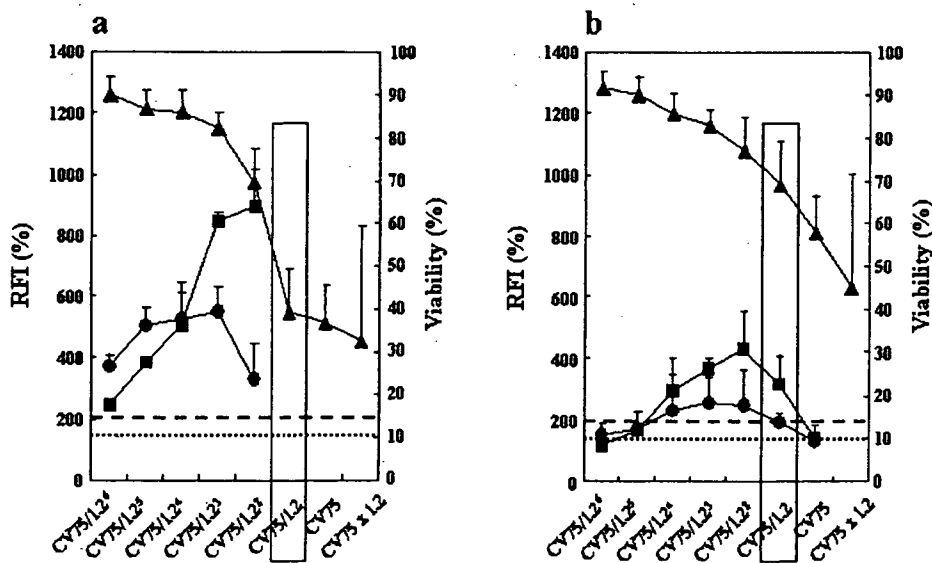 a
1400
1200
1000
800
600
400
200
0
RFI (%)
100
90
80
70
60
50
40
30
20
10
0
Viability (%)
CV75/1.2⁶
CV75/1.2⁵
CV75/1.2⁴
CV75/1.2³
CV75/1.2²
CV75/1.2
CV75
CV75 x 1.2
b
1400
1200
1000
800
600
400
200
0
RFI (%)
100
90
80
70
60
50
40
30
20
10
0
Viability (%)
CV75/1.2⁶
CV75/1.2⁵
CV75/1.2⁴
CV75/1.2³
CV75/1.2²
CV75/1.2
CV75
CV75 x 1.2